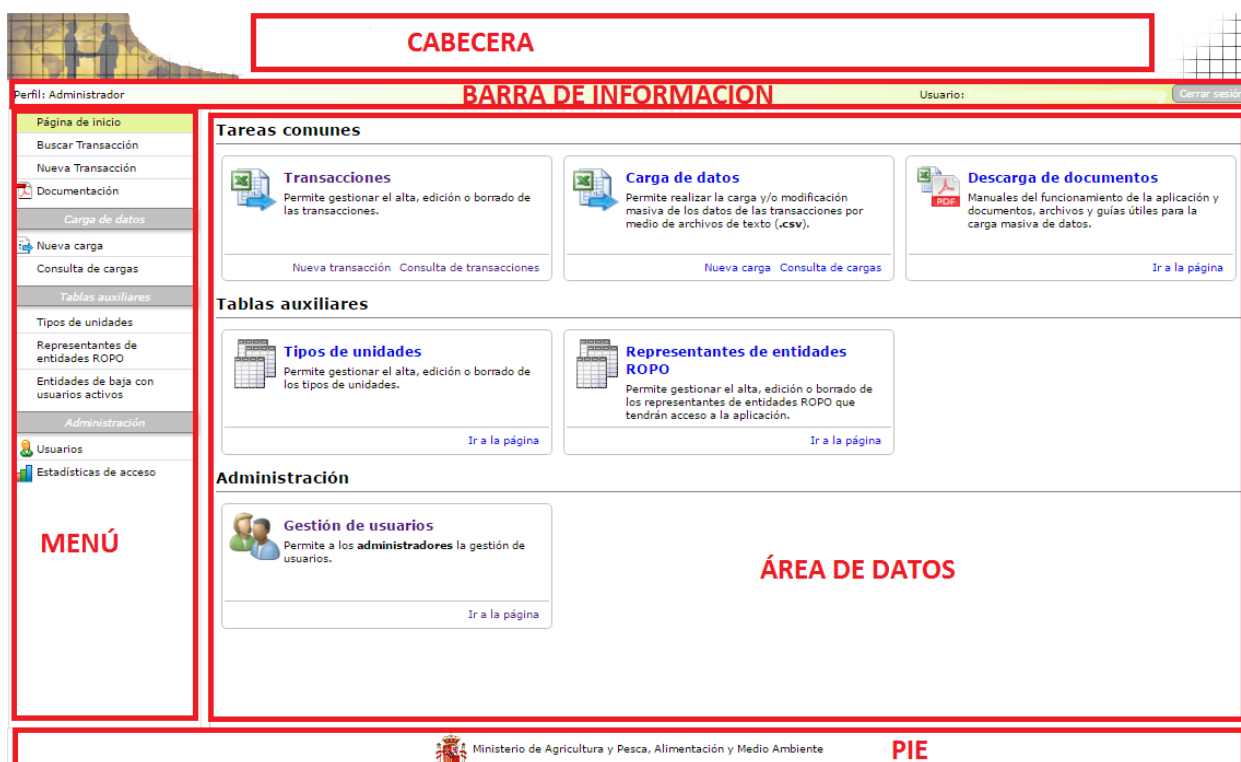 CABECERA
Perfil: Administrador
BARRA DE INFORMACION
Usuario:
Cerrar sesión
Página de inicio
Buscar Transacción
Nueva Transacción
Documentación
Carga de datos
Nueva carga
Consulta de cargas
Tablas auxiliares
Tipos de unidades
Representantes de
entidades ROPO
Entidades de baja con
usuarios activos
Administración
Usuarios
Estadísticas de acceso
MENÚ
Tareas comunes
Transacciones
Permite gestionar el alta, edición o borrado de
las transacciones.
Nueva transacción Consulta de transacciones
Carga de datos
Permite realizar la carga y/o modificación
masiva de los datos de las transacciones por
medio de archivos de texto (.csv).
Nueva carga Consulta de cargas
PDF
Descarga de documentos
Manuales del funcionamiento de la aplicación y
documentos, archivos y guías útiles para la
carga masiva de datos.
Ir a la página
Tablas auxiliares
Tipos de unidades
Permite gestionar el alta, edición o borrado de
los tipos de unidades.
Ir a la página
Representantes de entidades
ROPO
Permite gestionar el alta, edición o borrado de
los representantes de entidades ROPO que
tendrán acceso a la aplicación.
Ir a la página
Administración
Gestión de usuarios
Permite a los administradores la gestión de
usuarios.
Ir a la página
ÁREA DE DATOS
Ministerio de Agricultura y Pesca, Alimentación y Medio Ambiente
PIE